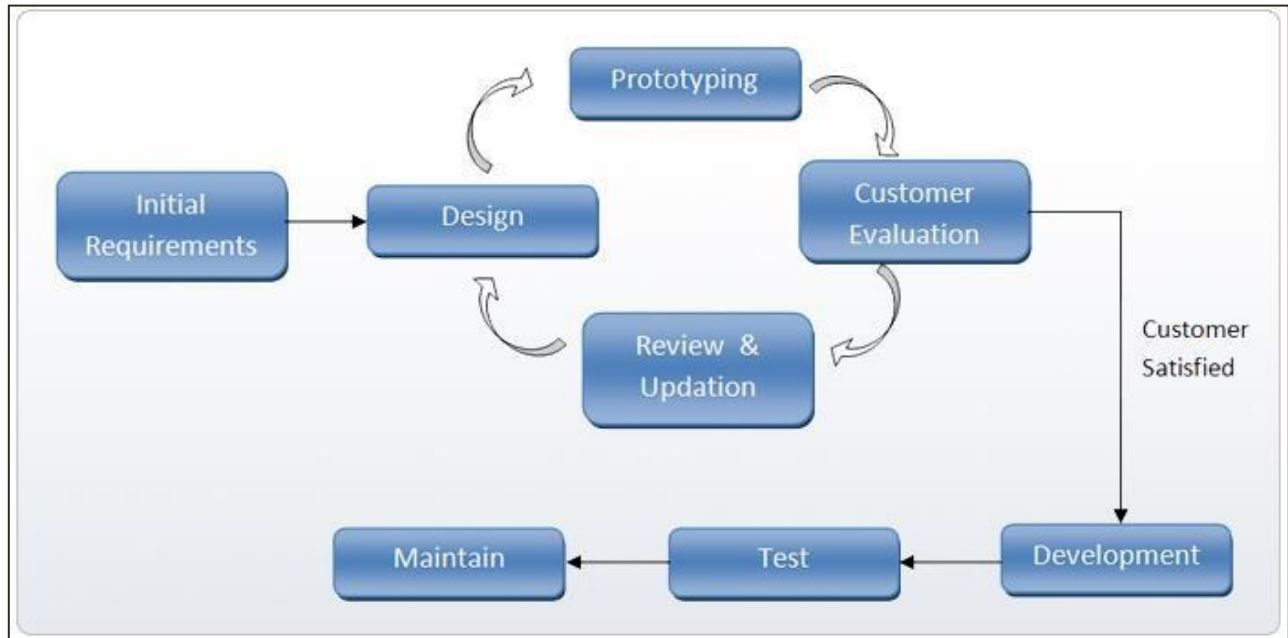 Prototyping
Initial
Requirements
Design
Customer
Evaluation
Review &
Updation
Customer
Satisfied
Maintain
Test
Development